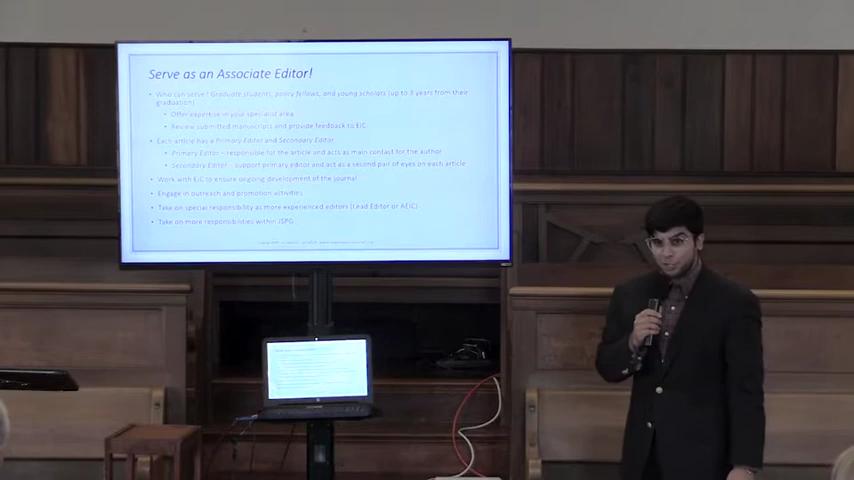 Serve as an Associate Editor!
• Who can serve? Graduate students, policy fellows, and young scholars (up to 3 years from their
graduation)
• Offer expertise in your specialist area
• Review submitted manuscripts and provide feedback to EiC
• Each article has a Primary Editor and Secondary Editor
• Primary Editor – responsible for the article and acts as main contact for the author
• Secondary Editor – support primary editor and act as a second pair of eyes on each article
• Work with EiC to ensure ongoing development of the journal
• Engage in outreach and promotion activities
• Take on special responsibility as more experienced editors (Lead Editor or AEIC)
• Take on more responsibilities within JSPG